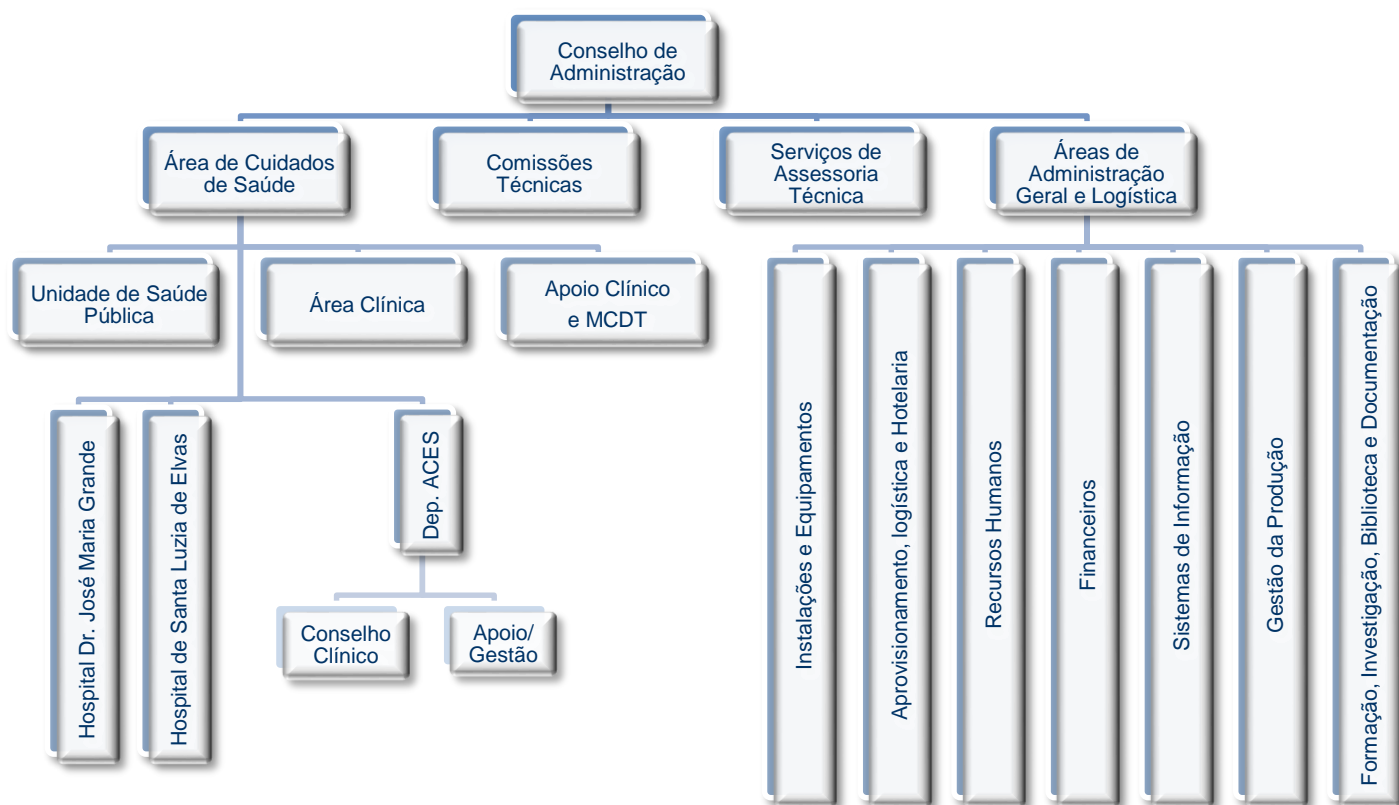 Conselho de
Administração
Área de Cuidados
de Saúde
Comissões
Técnicas
Serviços de
Assessoria
Técnica
Áreas de
Administração
Geral e Logística
Unidade de Saúde
Pública
Área Clínica
Apoio Clínico
e MCDT
Hospital Dr. José Maria Grande
Hospital de Santa Luzia de Elvas
Dep. ACES
Conselho
Clínico
Apoio/
Gestão
Instalações e Equipamentos
Aprovisionamento, logística e Hotelaria
Recursos Humanos
Financeiros
Sistemas de Informação
Gestão da Produção
Formação, Investigação, Biblioteca e Documentação